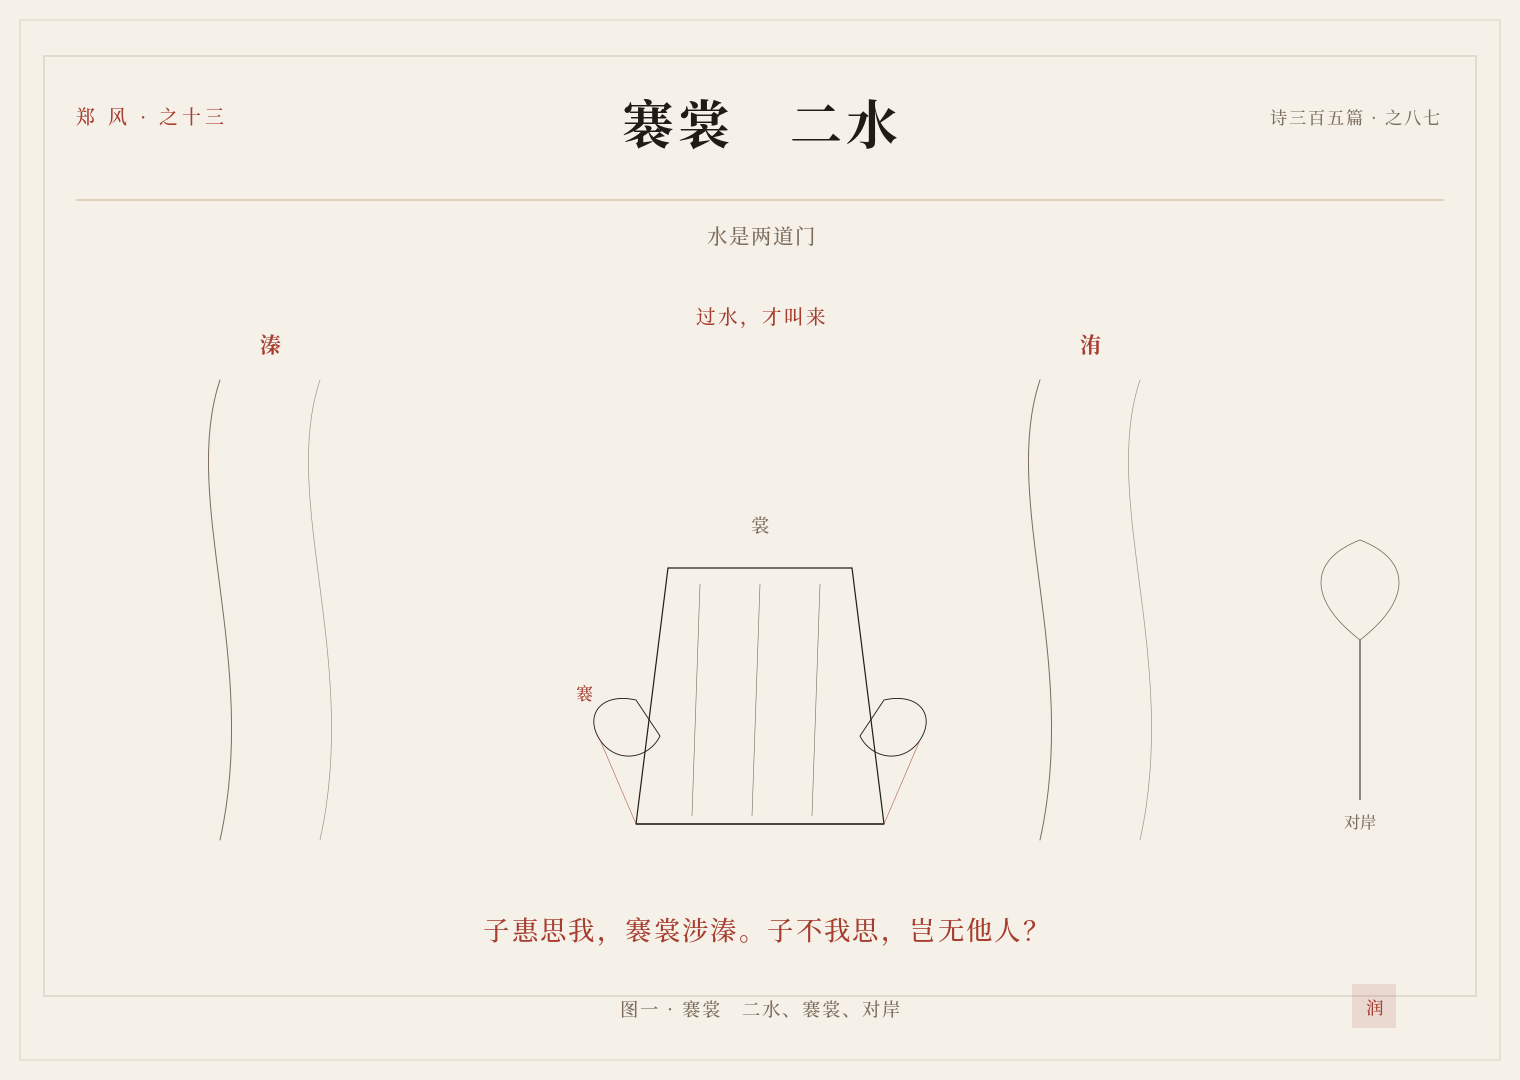 郑 风 · 之十三
褰裳　二水
诗三百五篇 · 之八七
水是两道门
过水，才叫来
溱
洧
裳
褰
对岸
子惠思我，褰裳涉溱。子不我思，岂无他人？
图一 · 褰裳　二水、褰裳、对岸
润